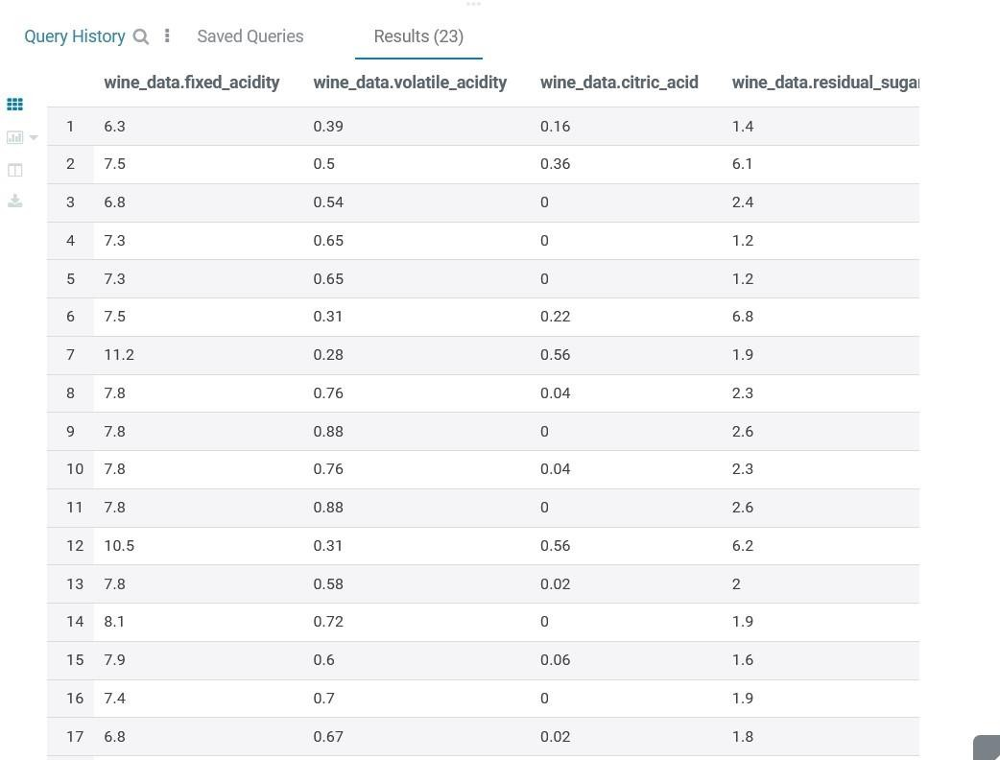 Query History Saved Queries Results (23)
wine_data.fixed_acidity wine_data.volatile_acidity wine_data.citric_acid wine_data.residual_sugar
1 6.3 0.39 0.16 1.4
2 7.5 0.5 0.36 6.1
3 6.8 0.54 0 2.4
4 7.3 0.65 0 1.2
5 7.3 0.65 0 1.2
6 7.5 0.31 0.22 6.8
7 11.2 0.28 0.56 1.9
8 7.8 0.76 0.04 2.3
9 7.8 0.88 0 2.6
10 7.8 0.76 0.04 2.3
11 7.8 0.88 0 2.6
12 10.5 0.31 0.56 6.2
13 7.8 0.58 0.02 2
14 8.1 0.72 0 1.9
15 7.9 0.6 0.06 1.6
16 7.4 0.7 0 1.9
17 6.8 0.67 0.02 1.8